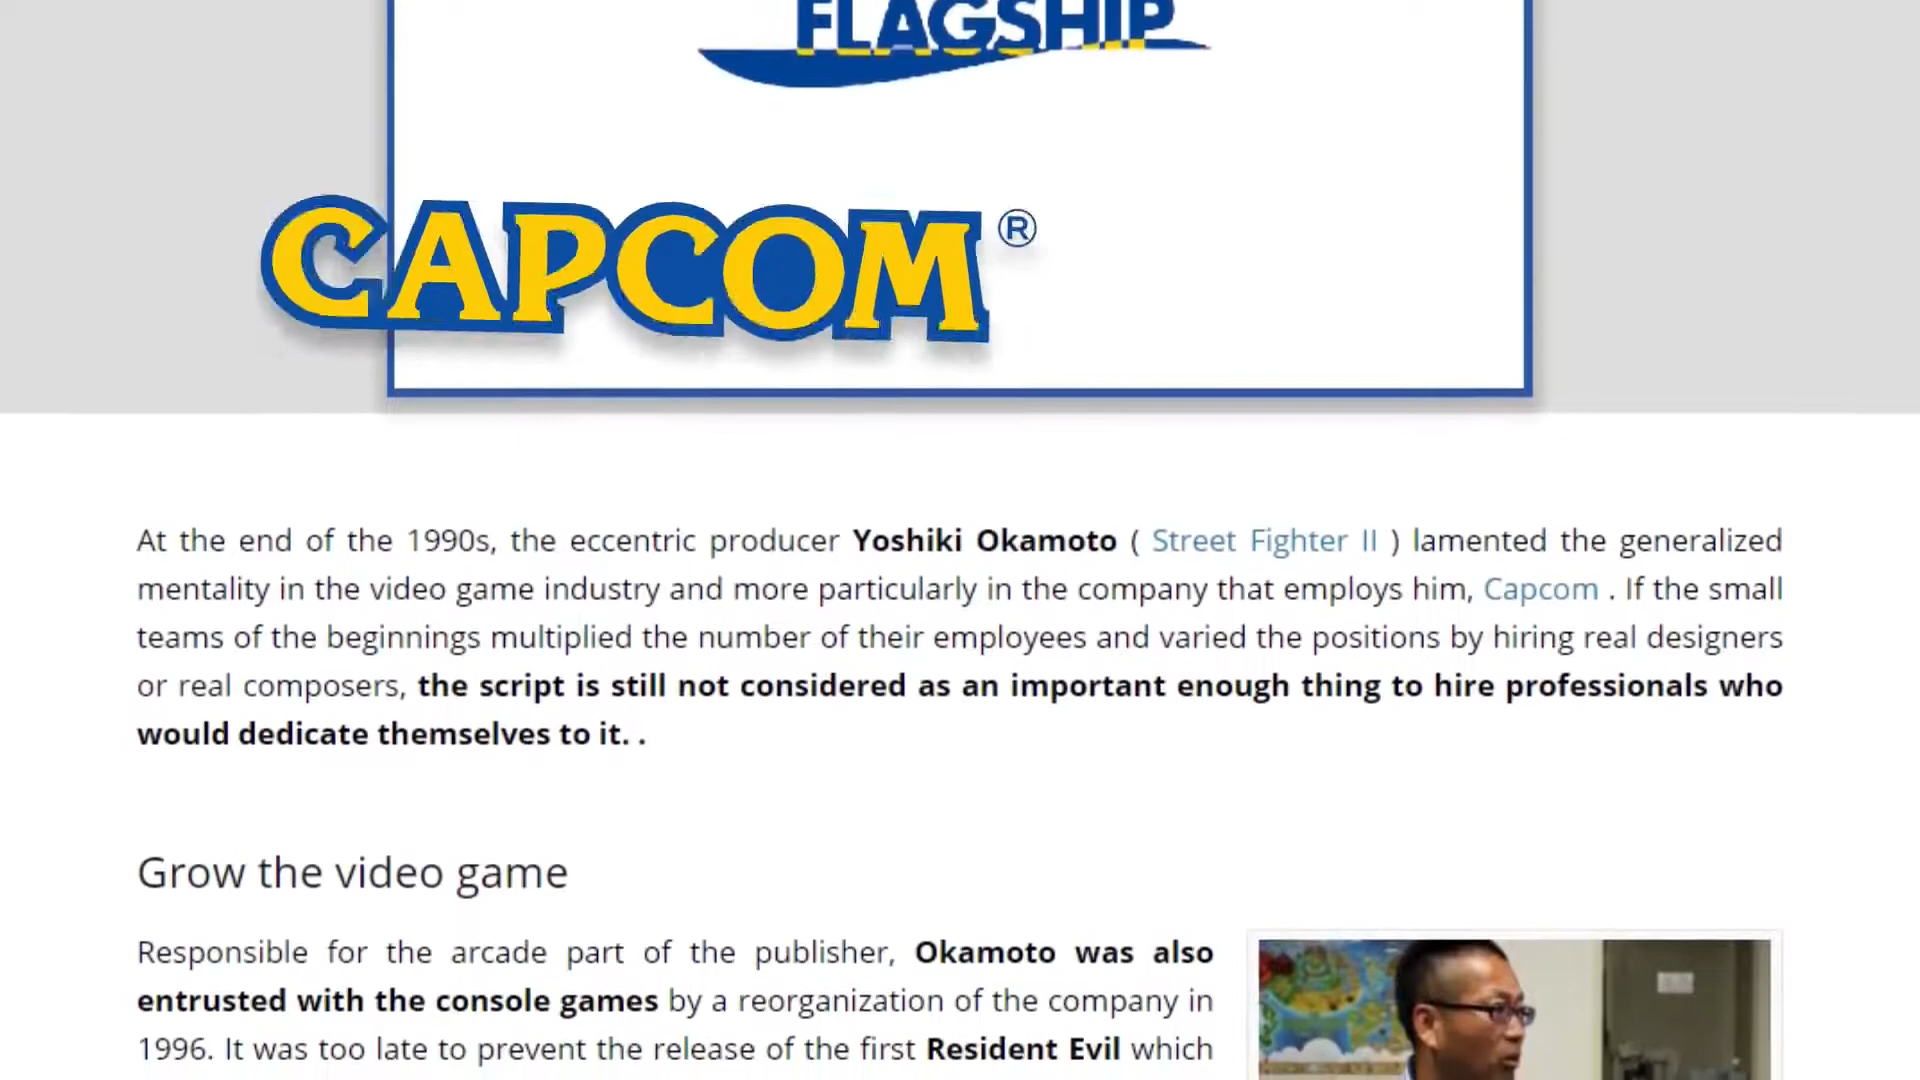 FLAGSHIP
CAPCOM ®
At the end of the 1990s, the eccentric producer Yoshiki Okamoto ( Street Fighter II ) lamented the generalized
mentality in the video game industry and more particularly in the company that employs him, Capcom . If the small
teams of the beginnings multiplied the number of their employees and varied the positions by hiring real designers
or real composers, the script is still not considered as an important enough thing to hire professionals who
would dedicate themselves to it. .
Grow the video game
Responsible for the arcade part of the publisher, Okamoto was also
entrusted with the console games by a reorganization of the company in
1996. It was too late to prevent the release of the first Resident Evil which